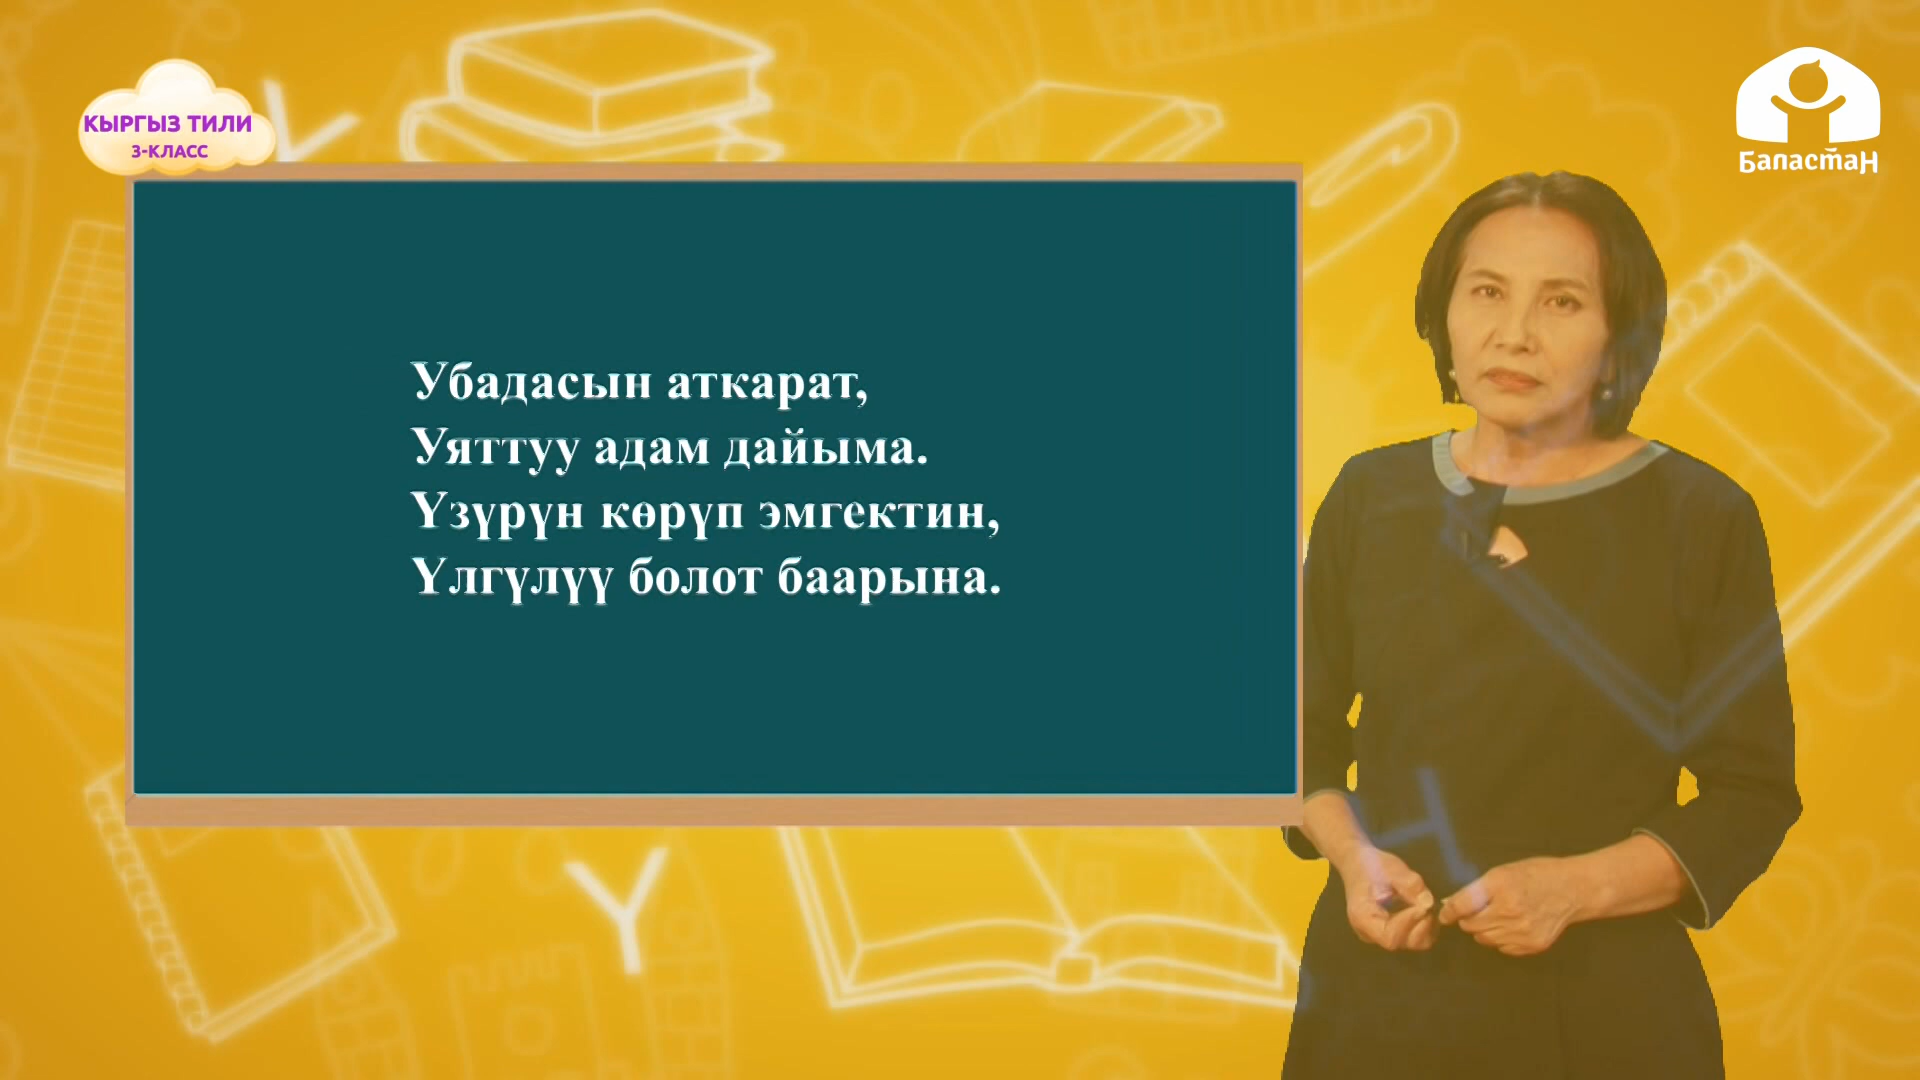 КЫРГЫЗ ТИЛИ
3-КЛАСС
Баластан
Убадасын аткарат,
Уяттуу адам дайыма.
Үзүрүн көрүп эмгектин,
Үлгүлүү болот баарына.